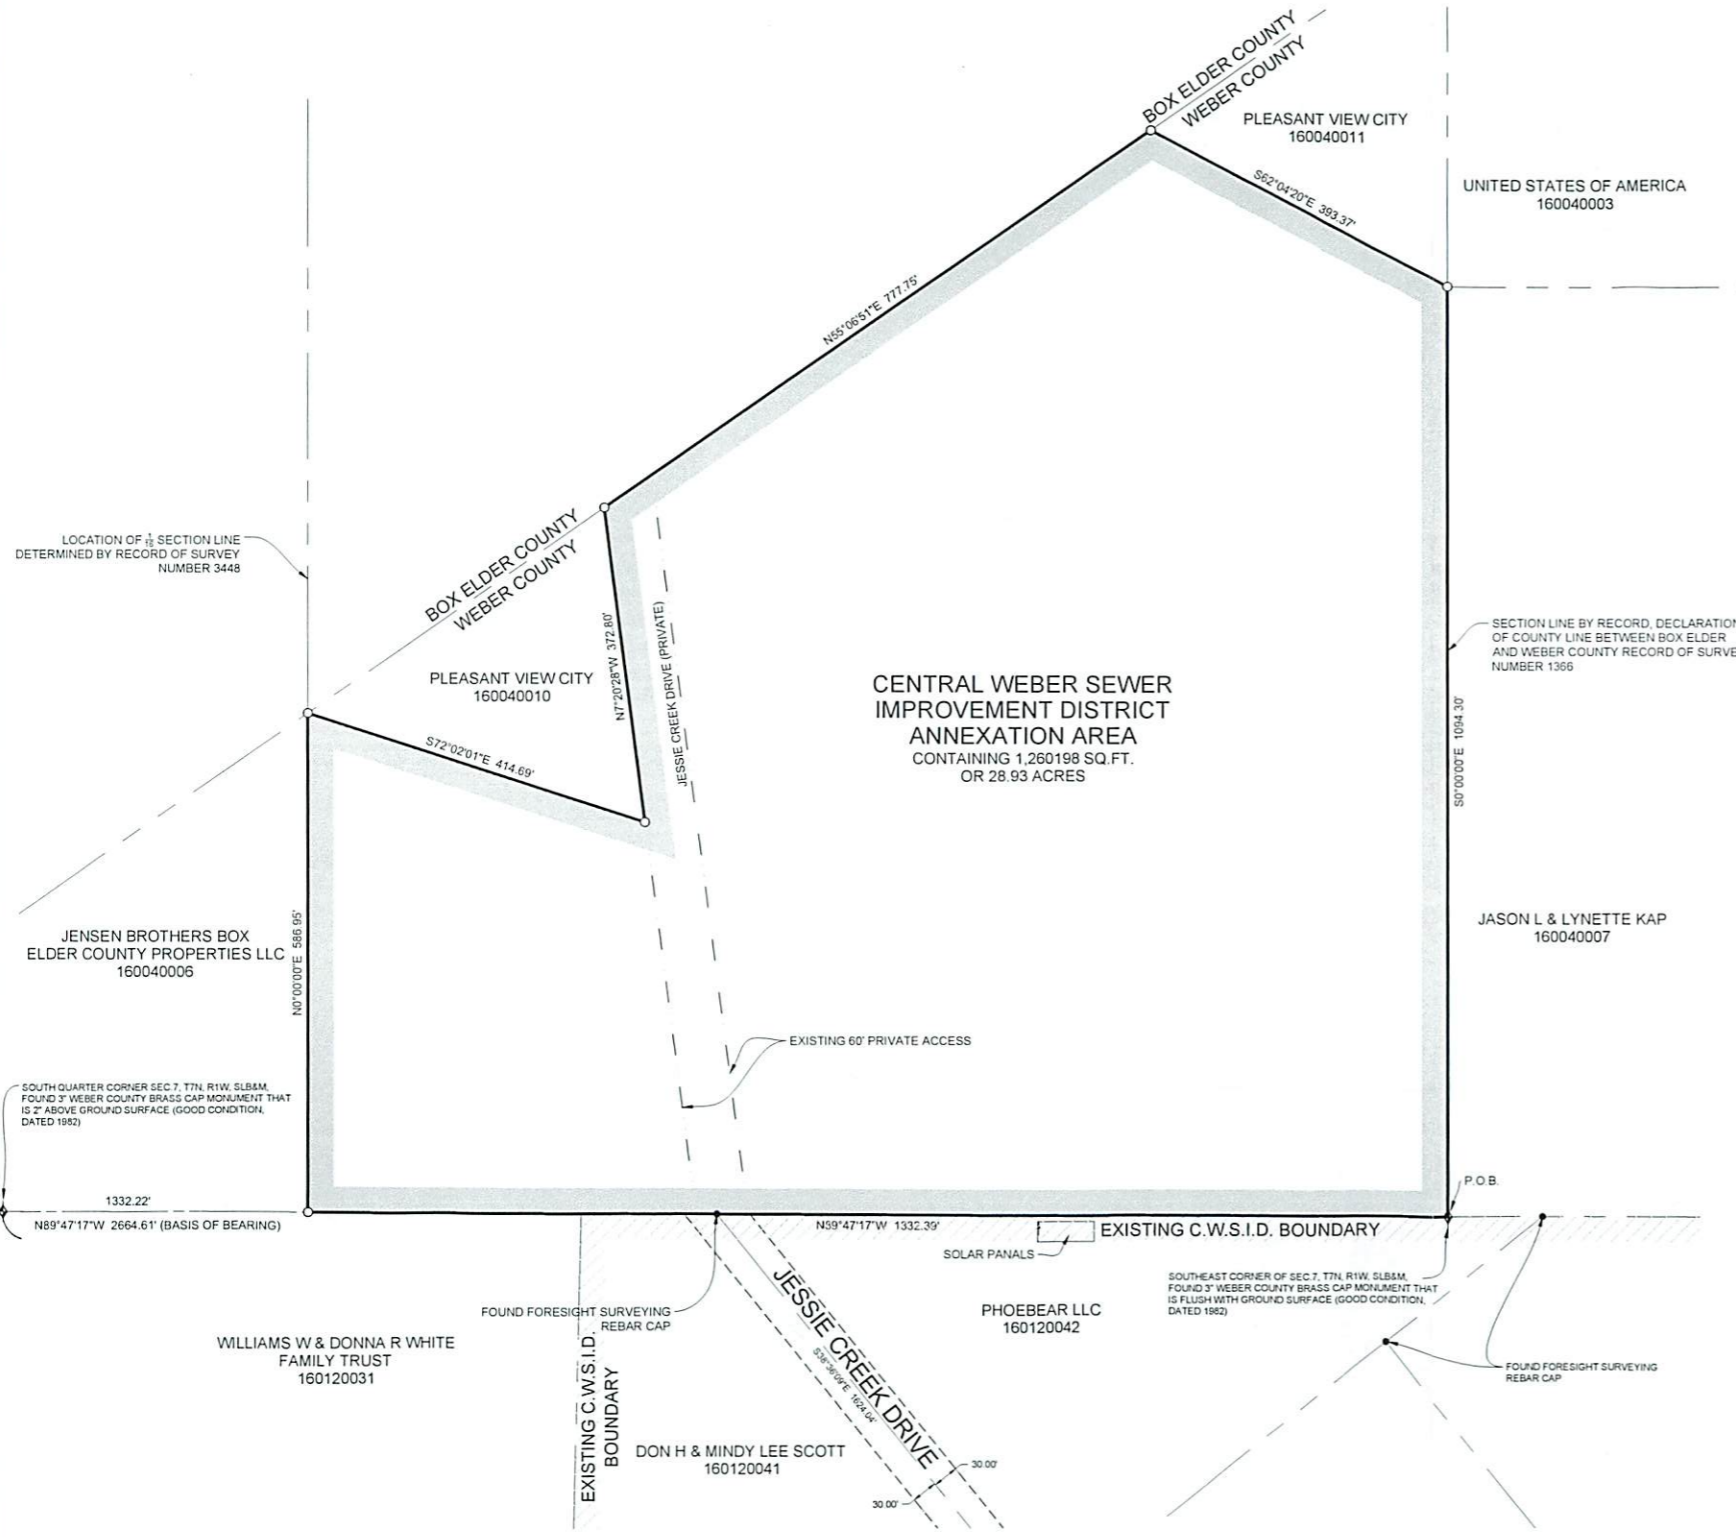 BOX ELDER COUNTY
WEBER COUNTY
PLEASANT VIEW CITY
160040011
S62°04'20"E 393.37'
UNITED STATES OF AMERICA
160040003
N55°06'51"E 777.75'
LOCATION OF 1/16 SECTION LINE
DETERMINED BY RECORD OF SURVEY
NUMBER 3448
BOX ELDER COUNTY
WEBER COUNTY
PLEASANT VIEW CITY
160040010
N7°20'28"W 372.80'
JESSIE CREEK DRIVE (PRIVATE)
S72°02'01"E 414.69'
CENTRAL WEBER SEWER
IMPROVEMENT DISTRICT
ANNEXATION AREA
CONTAINING 1,260198 SQ.FT.
OR 28.93 ACRES
SECTION LINE BY RECORD, DECLARATION
OF COUNTY LINE BETWEEN BOX ELDER
AND WEBER COUNTY RECORD OF SURVE
NUMBER 1366
S0°00'00"E 1094.30'
JENSEN BROTHERS BOX
ELDER COUNTY PROPERTIES LLC
160040006
N0°00'00"E 586.95'
JASON L & LYNETTE KAP
160040007
EXISTING 60' PRIVATE ACCESS
SOUTH QUARTER CORNER SEC.7, T7N, R1W, SLB&M,
FOUND 3" WEBER COUNTY BRASS CAP MONUMENT THAT
IS 2" ABOVE GROUND SURFACE (GOOD CONDITION,
DATED 1982)
P.O.B.
1332.22'
N89°47'17"W 2664.61' (BASIS OF BEARING)
N59°47'17"W 1332.39'
EXISTING C.W.S.I.D. BOUNDARY
SOLAR PANALS
SOUTHEAST CORNER OF SEC.7, T7N, R1W, SLB&M,
FOUND 3" WEBER COUNTY BRASS CAP MONUMENT THAT
IS FLUSH WITH GROUND SURFACE (GOOD CONDITION,
DATED 1982)
FOUND FORESIGHT SURVEYING
REBAR CAP
PHOEBEAR LLC
160120042
WILLIAMS W & DONNA R WHITE
FAMILY TRUST
160120031
JESSIE CREEK DRIVE
S38°36'09"E 1624.04'
FOUND FORESIGHT SURVEYING
REBAR CAP
EXISTING C.W.S.I.D.
BOUNDARY
DON H & MINDY LEE SCOTT
160120041
30.00'
30.00'